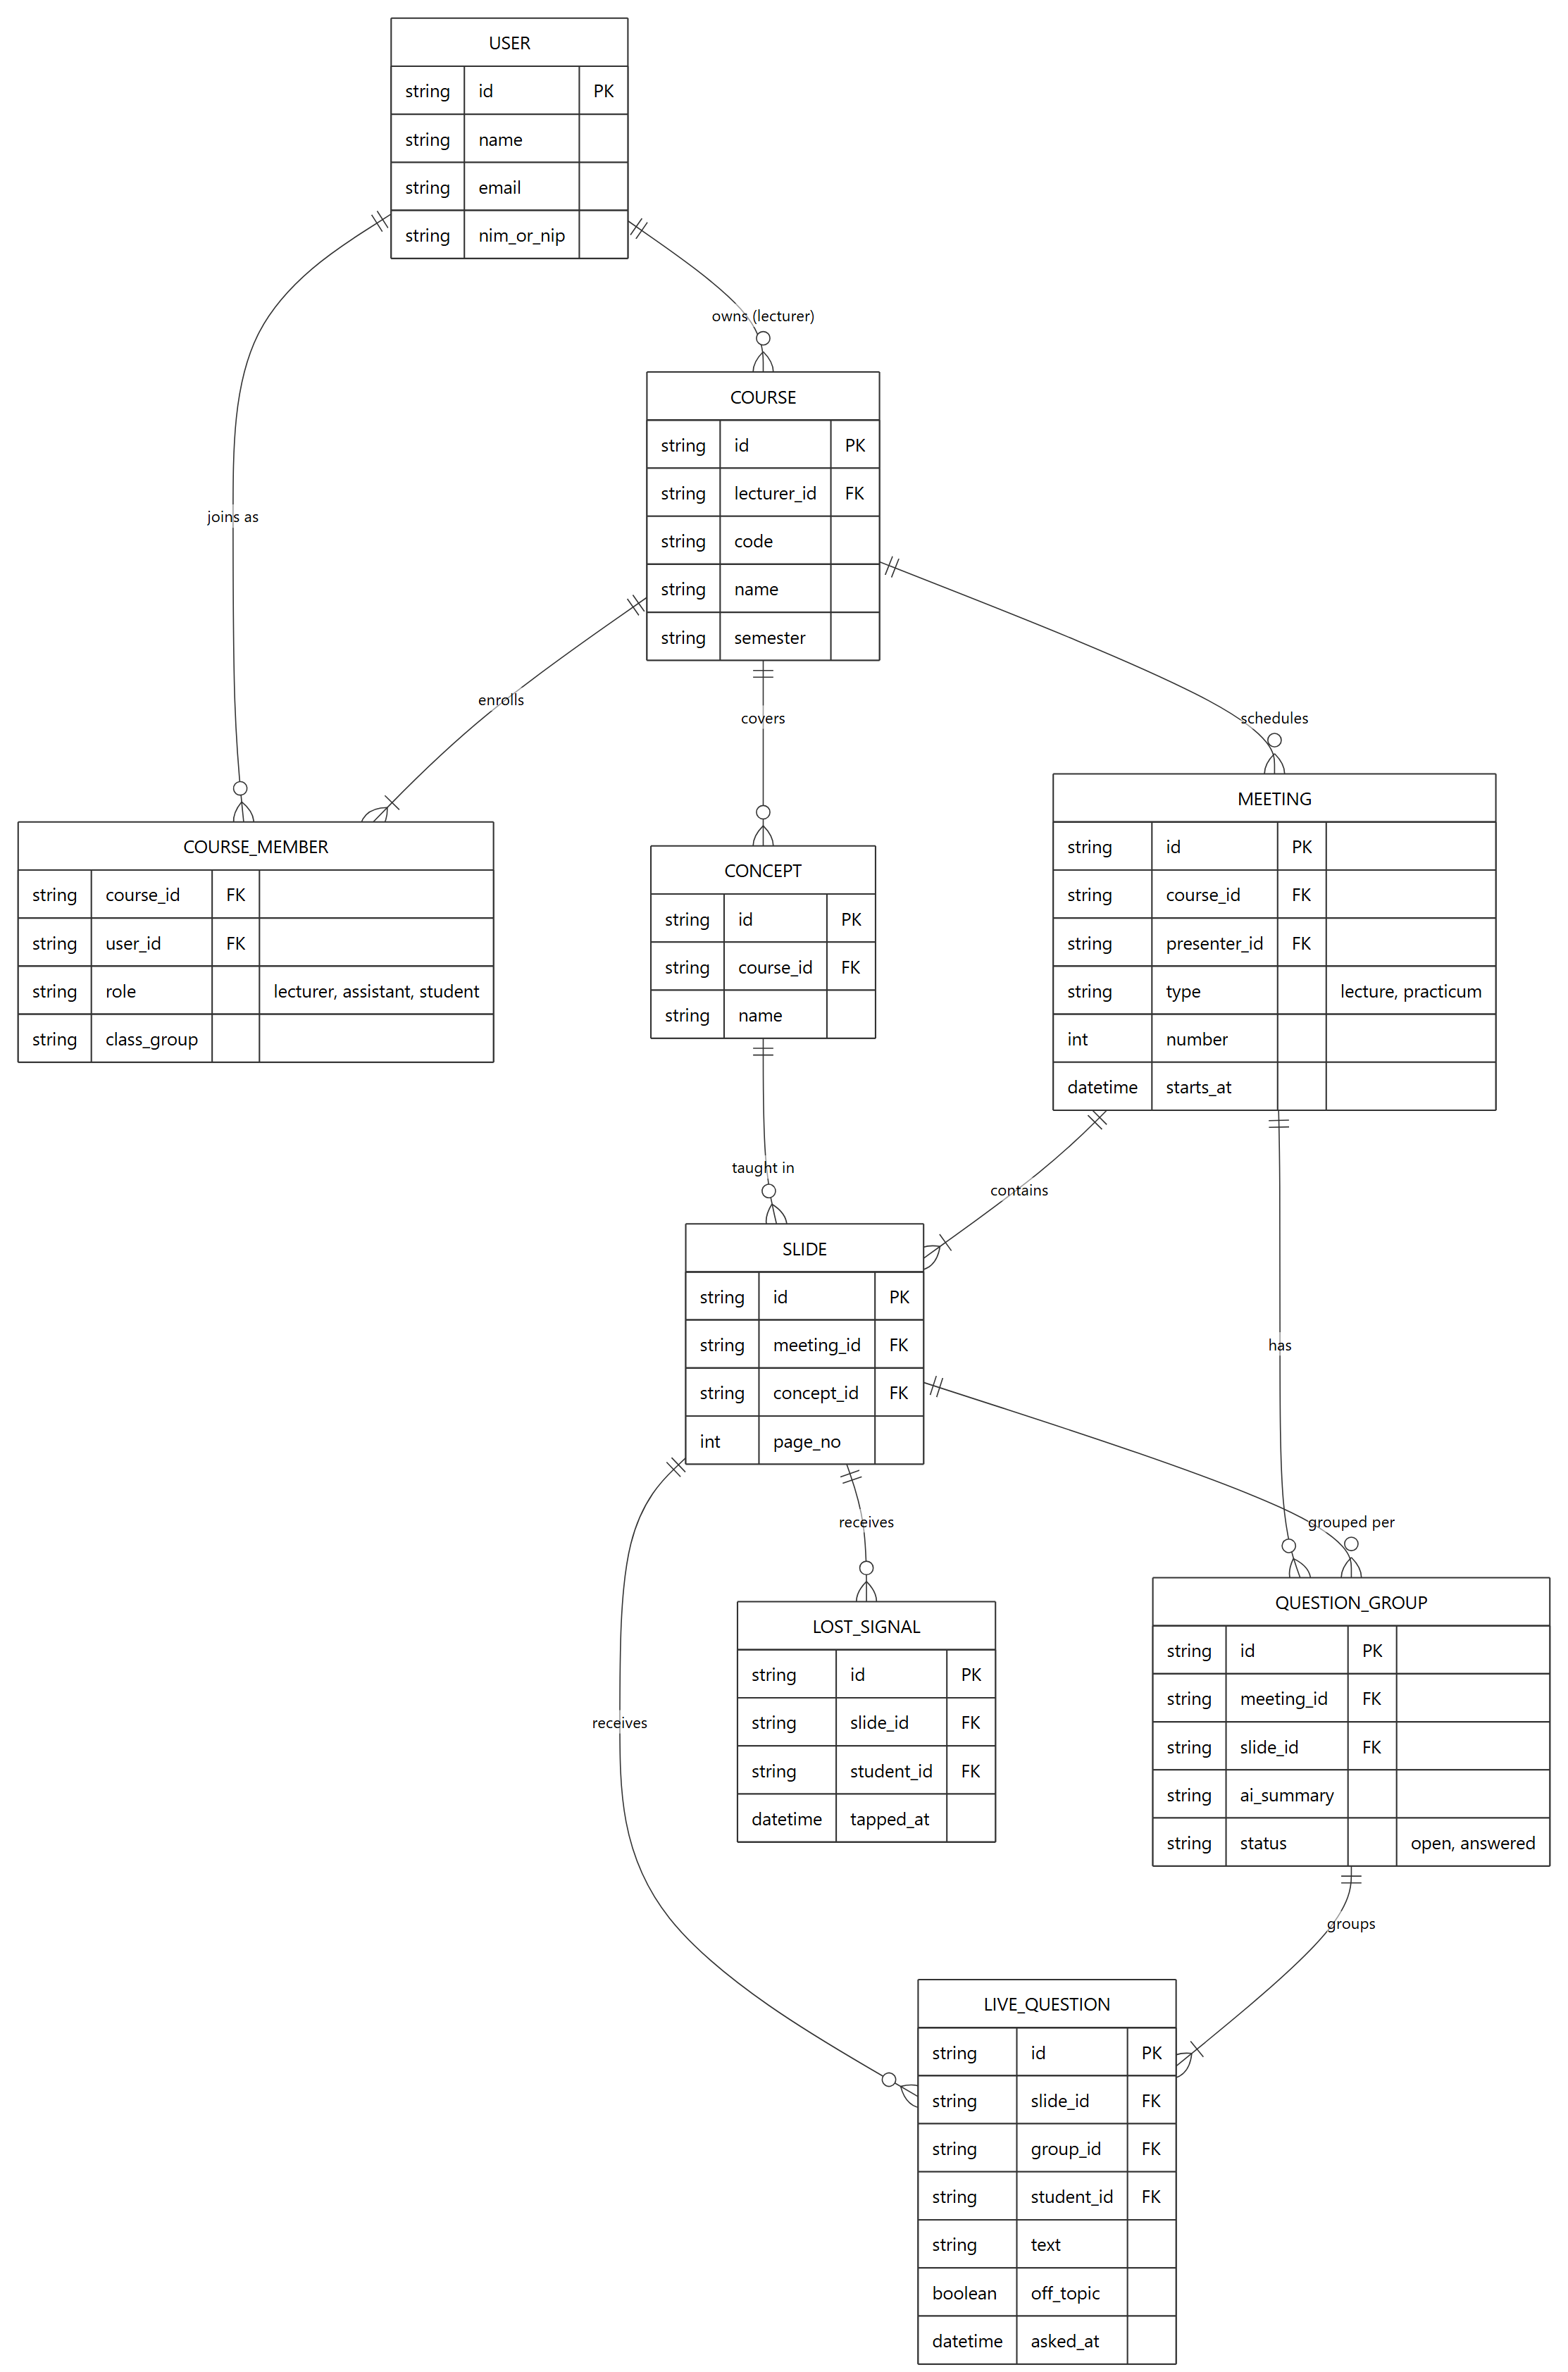 USER
string id PK
string name
string email
string nim_or_nip
owns (lecturer)
COURSE
string id PK
string lecturer_id FK
string code
string name
string semester
joins as
enrolls
covers
schedules
MEETING
string id PK
string course_id FK
string presenter_id FK
string type lecture, practicum
int number
datetime starts_at
COURSE_MEMBER
string course_id FK
string user_id FK
string role lecturer, assistant, student
string class_group
CONCEPT
string id PK
string course_id FK
string name
taught in
contains
SLIDE
string id PK
string meeting_id FK
string concept_id FK
int page_no
has
receives
grouped per
LOST_SIGNAL
string id PK
string slide_id FK
string student_id FK
datetime tapped_at
QUESTION_GROUP
string id PK
string meeting_id FK
string slide_id FK
string ai_summary
string status open, answered
receives
groups
LIVE_QUESTION
string id PK
string slide_id FK
string group_id FK
string student_id FK
string text
boolean off_topic
datetime asked_at